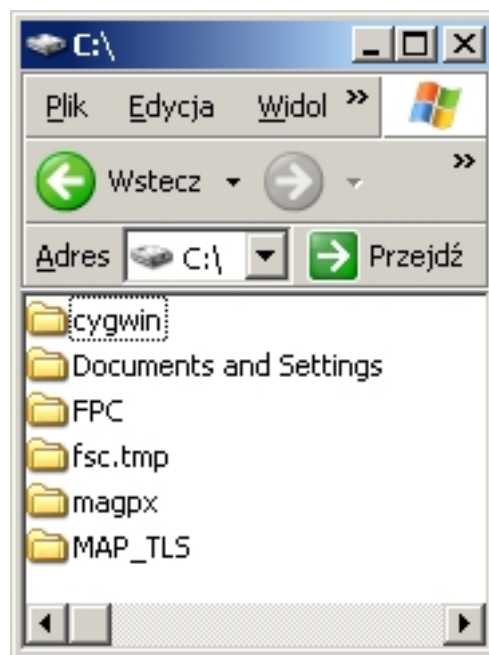 C:\
Plik Edycja Widol »
Wstecz »
Adres C:\ Przejdź
cygwin
Documents and Settings
FPC
fsc.tmp
magpx
MAP_TLS